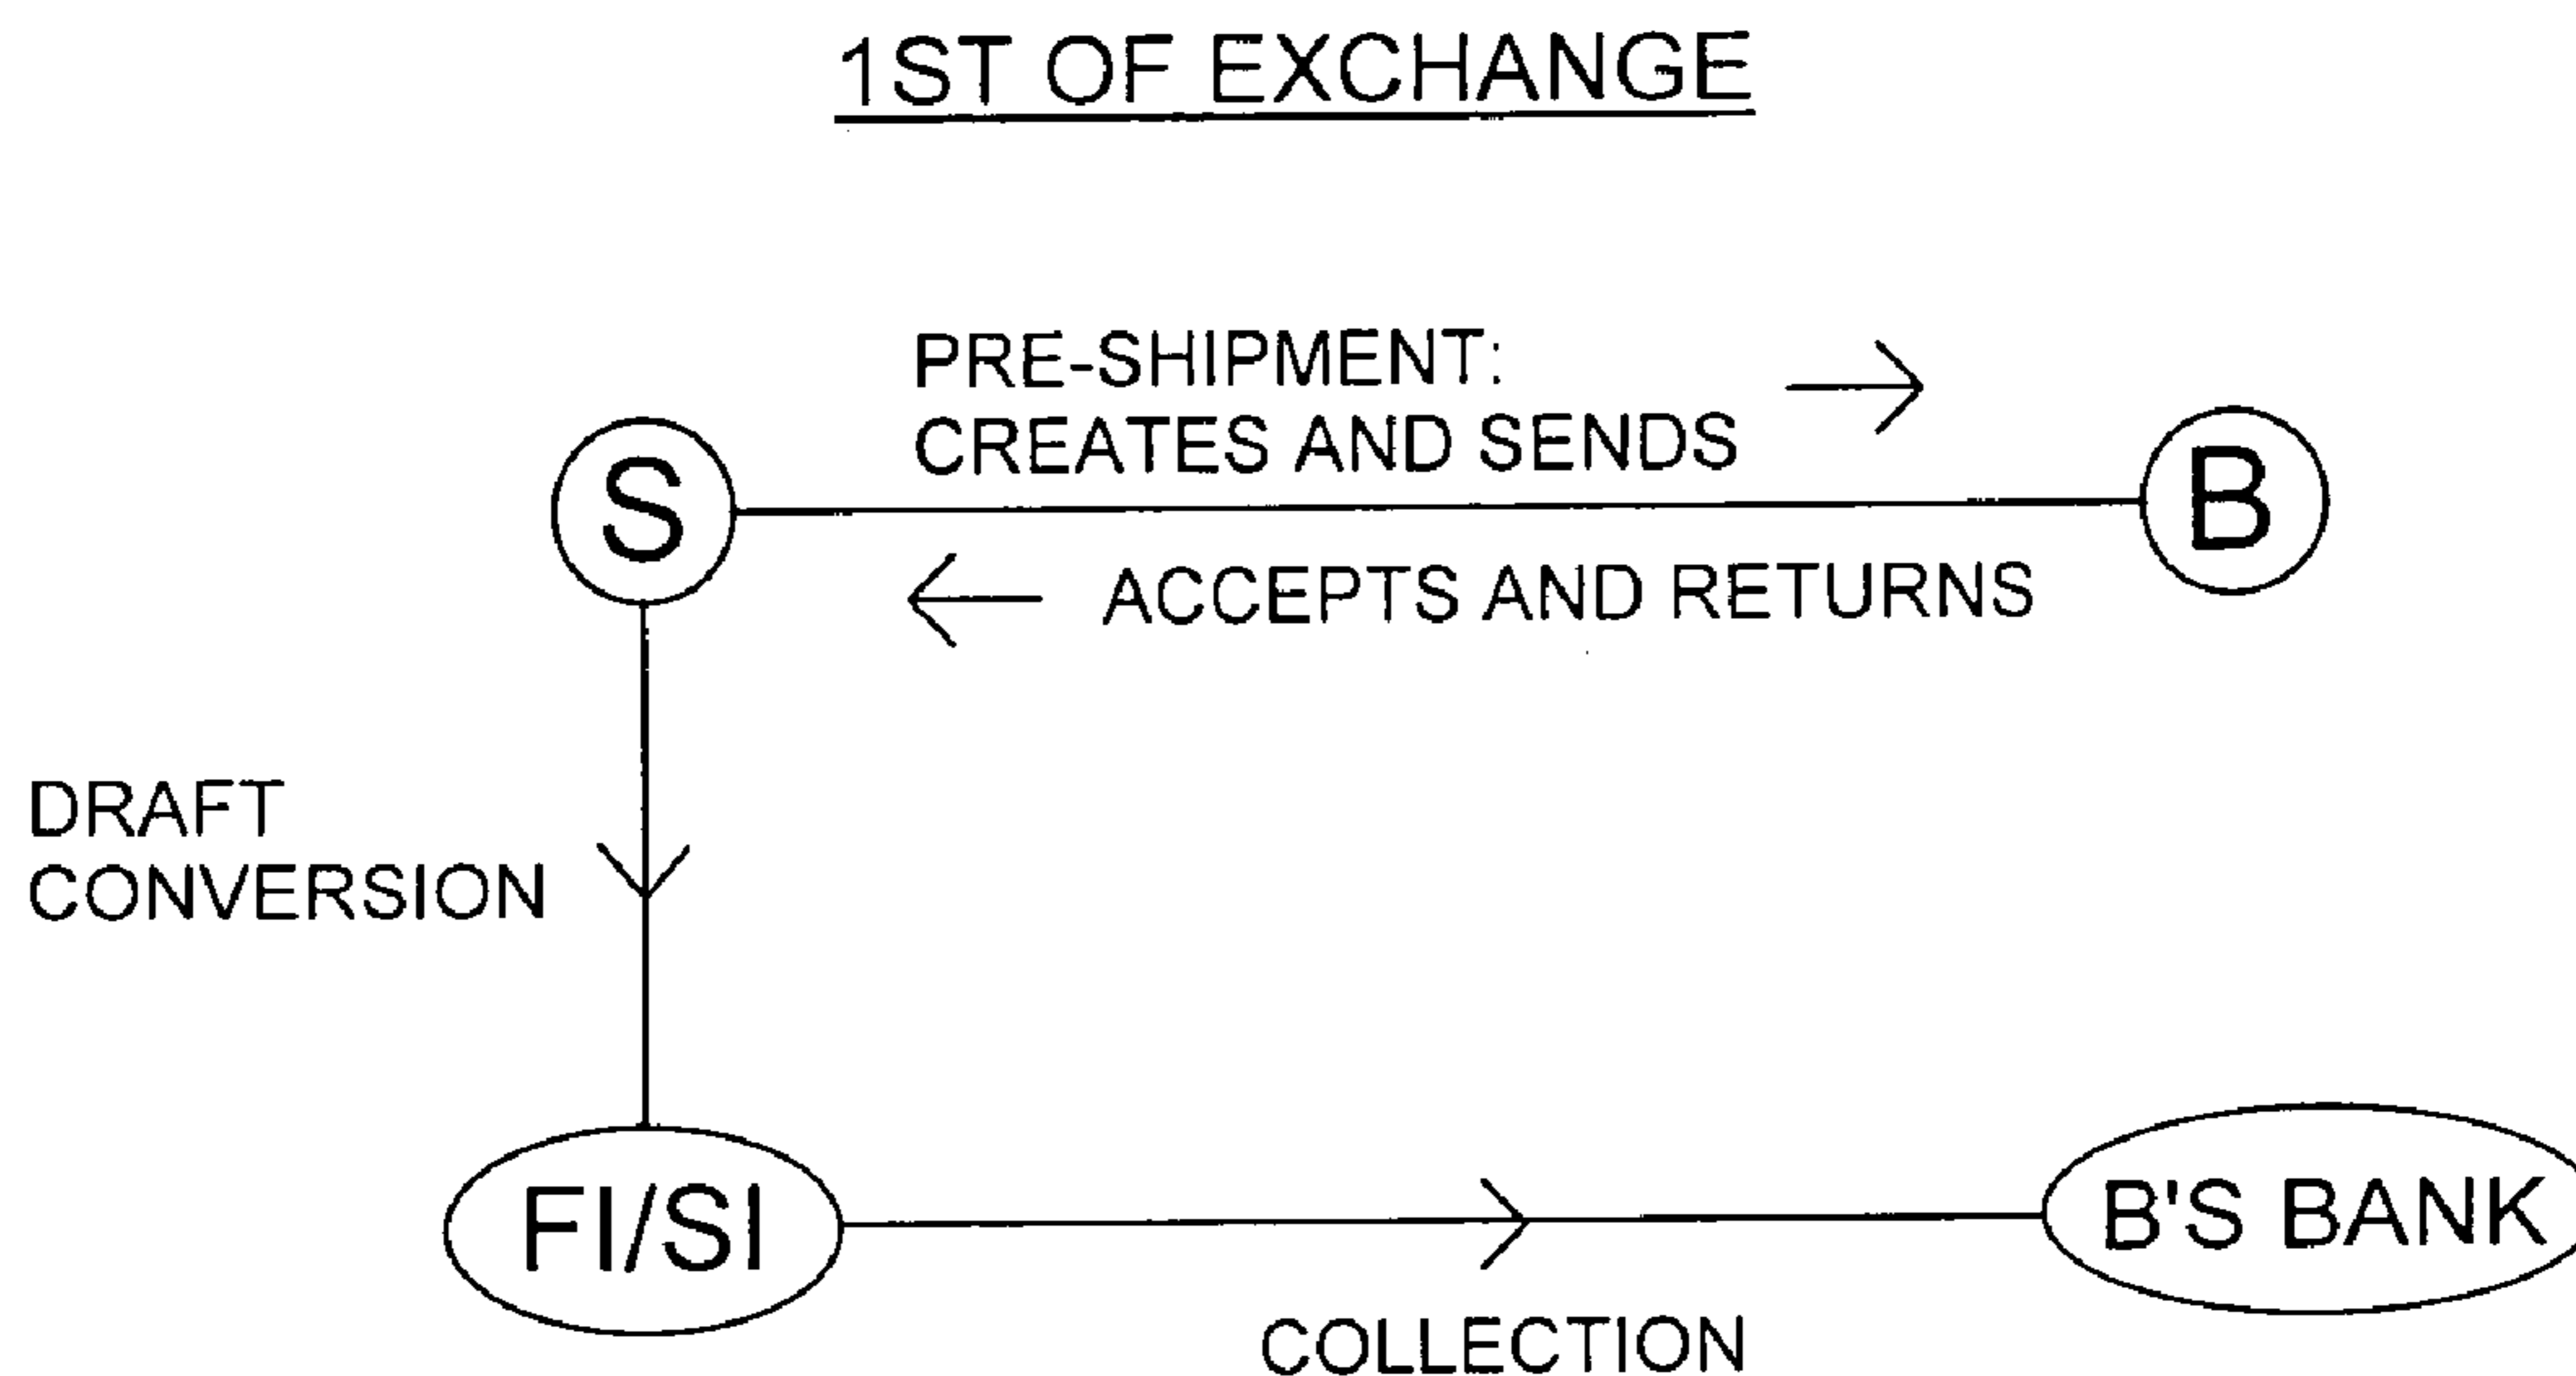 1ST OF EXCHANGE
PRE-SHIPMENT:
CREATES AND SENDS
S
B
ACCEPTS AND RETURNS
DRAFT
CONVERSION
FI/SI
B'S BANK
COLLECTION